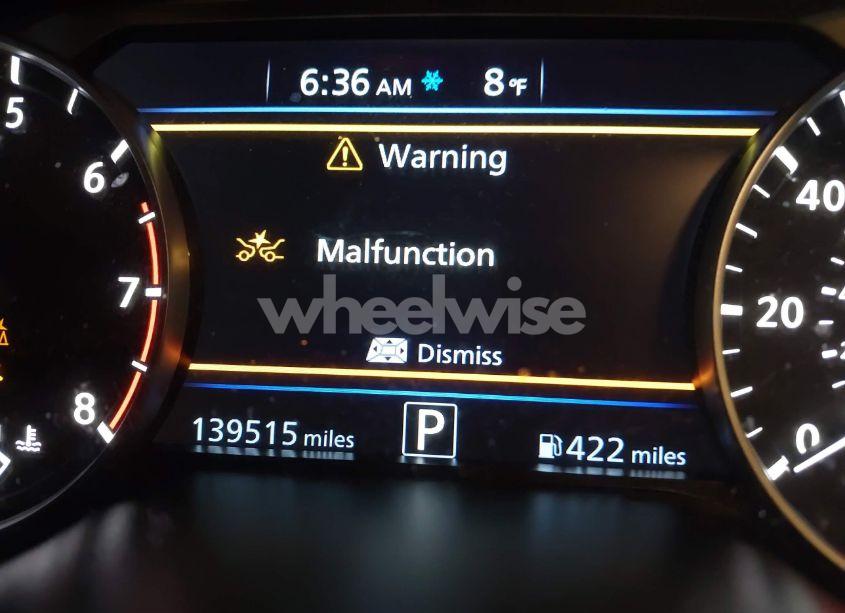 6:36 AM 8°F
5
6
7
8
Warning
Malfunction
wheelwise
Dismiss
139515 miles
P
422 miles
40
20
0